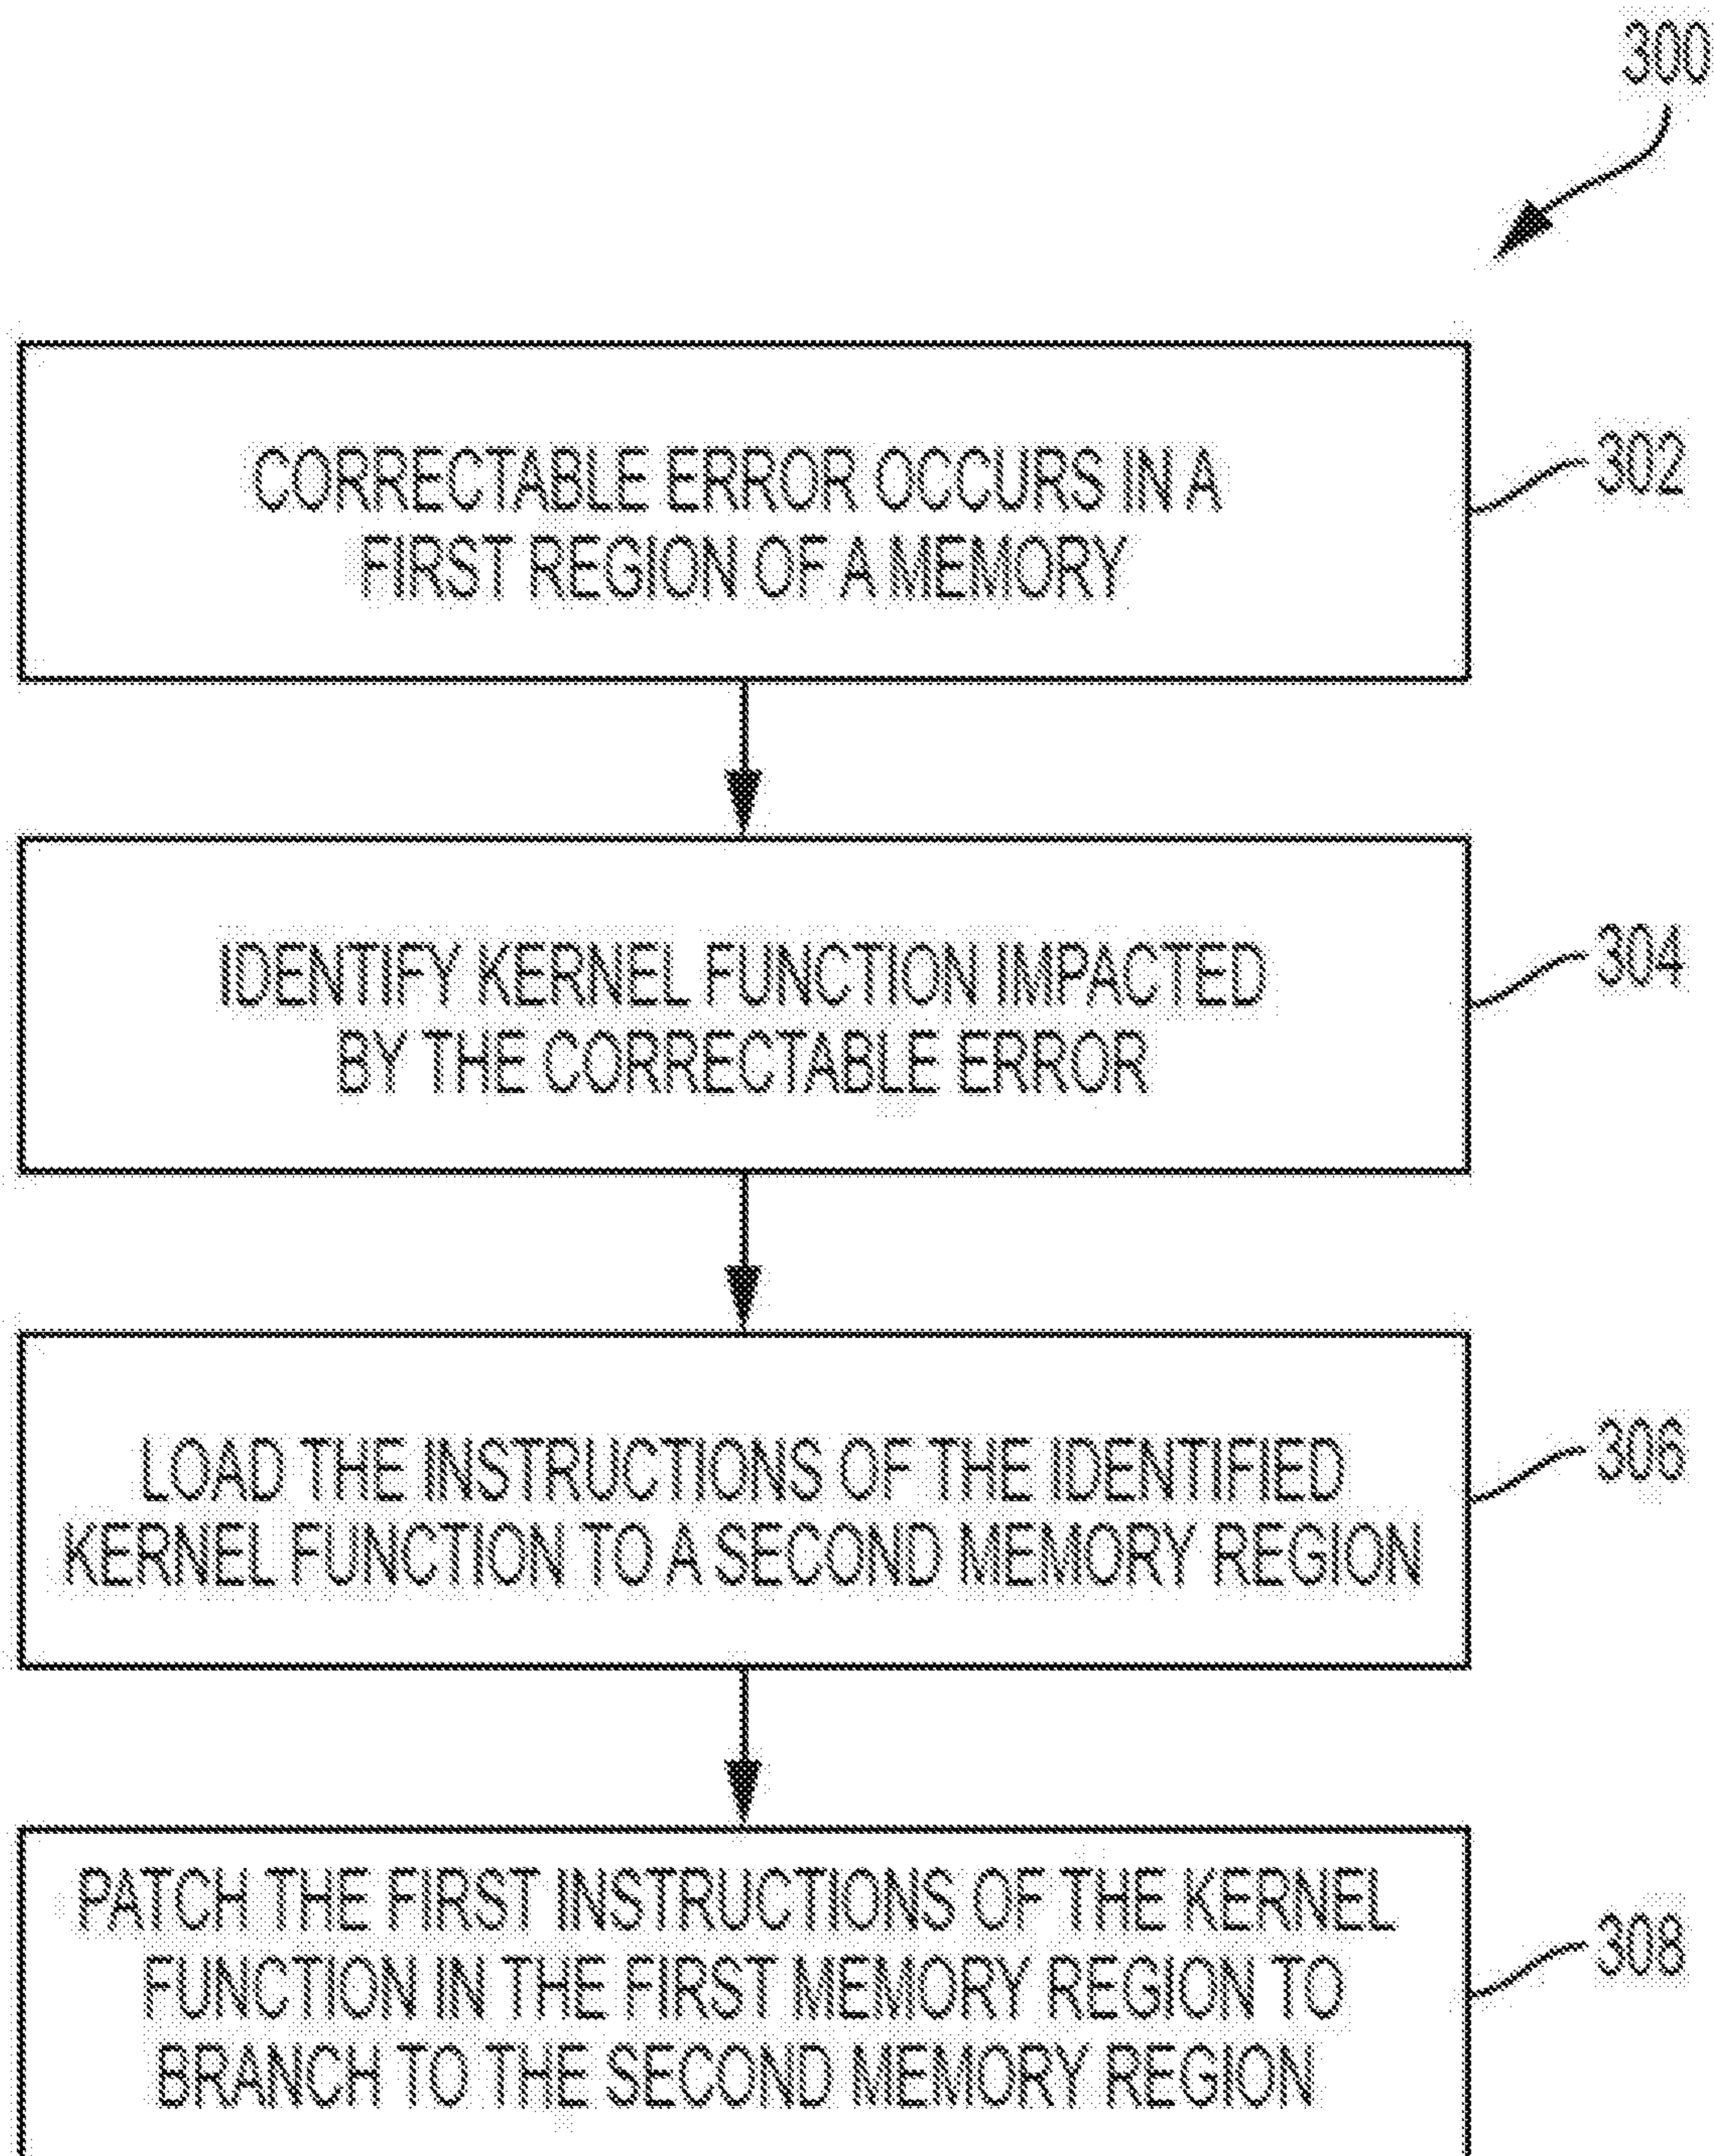 300
CORRECTABLE ERROR OCCURS IN A
FIRST REGION OF A MEMORY
302
IDENTIFY KERNEL FUNCTION IMPACTED
BY THE CORRECTABLE ERROR
304
LOAD THE INSTRUCTIONS OF THE IDENTIFIED
KERNEL FUNCTION TO A SECOND MEMORY REGION
306
PATCH THE FIRST INSTRUCTIONS OF THE KERNEL
FUNCTION IN THE FIRST MEMORY REGION TO
BRANCH TO THE SECOND MEMORY REGION
308